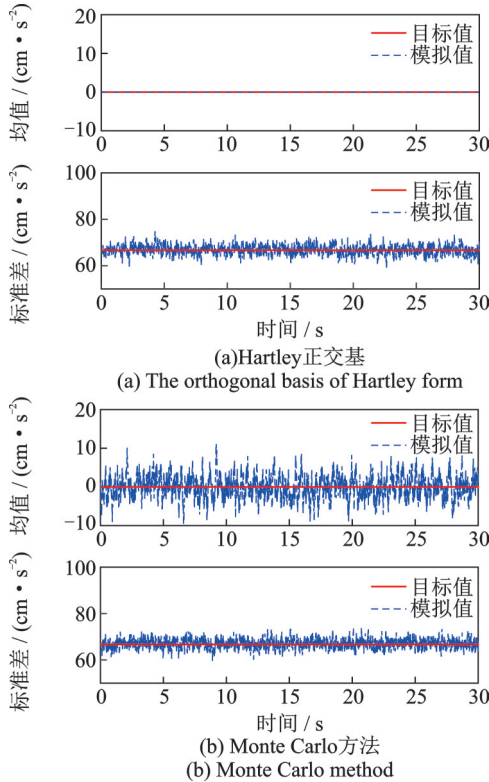 均值 / (cm • s⁻²)
20
10
0
−10
目标值
模拟值
0 5 10 15 20 25 30
标准差 / (cm • s⁻²)
100
80
60
目标值
模拟值
0 5 10 15 20 25 30
时间 / s
(a)Hartley正交基
(a) The orthogonal basis of Hartley form
均值 / (cm • s⁻²)
20
10
0
−10
目标值
模拟值
0 5 10 15 20 25 30
标准差 / (cm • s⁻²)
100
80
60
目标值
模拟值
0 5 10 15 20 25 30
时间 / s
(b) Monte Carlo方法
(b) Monte Carlo method